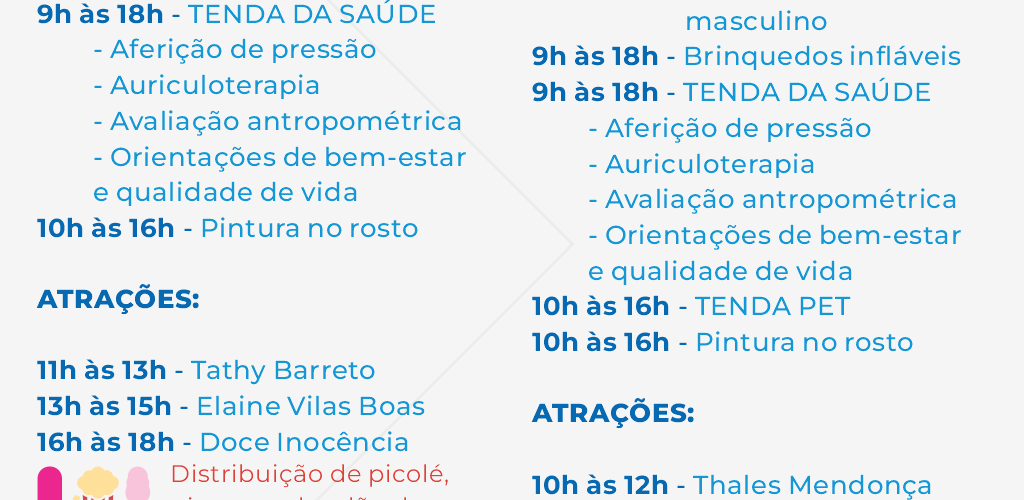 9h às 18h - TENDA DA SAÚDE
- Aferição de pressão
- Auriculoterapia
- Avaliação antropométrica
- Orientações de bem-estar
e qualidade de vida
10h às 16h - Pintura no rosto
ATRAÇÕES:
11h às 13h - Tathy Barreto
13h às 15h - Elaine Vilas Boas
16h às 18h - Doce Inocência
Distribuição de picolé,
masculino
9h às 18h - Brinquedos infláveis
9h às 18h - TENDA DA SAÚDE
- Aferição de pressão
- Auriculoterapia
- Avaliação antropométrica
- Orientações de bem-estar
e qualidade de vida
10h às 16h - TENDA PET
10h às 16h - Pintura no rosto
ATRAÇÕES:
10h às 12h - Thales Mendonça